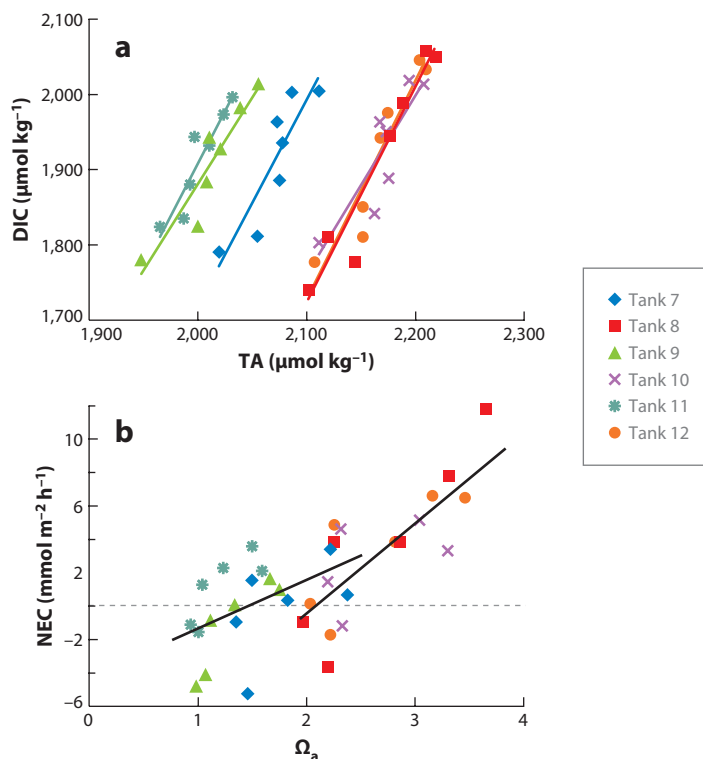 a
2,100
2,000
1,900
1,800
1,700
DIC (μmol kg⁻¹)
1,900
2,000
2,100
2,200
2,300
TA (μmol kg⁻¹)
Tank 7
Tank 8
Tank 9
Tank 10
Tank 11
Tank 12
b
10
6
2
−2
−6
NEC (mmol m⁻² h⁻¹)
0
1
2
3
4
Ωₐ